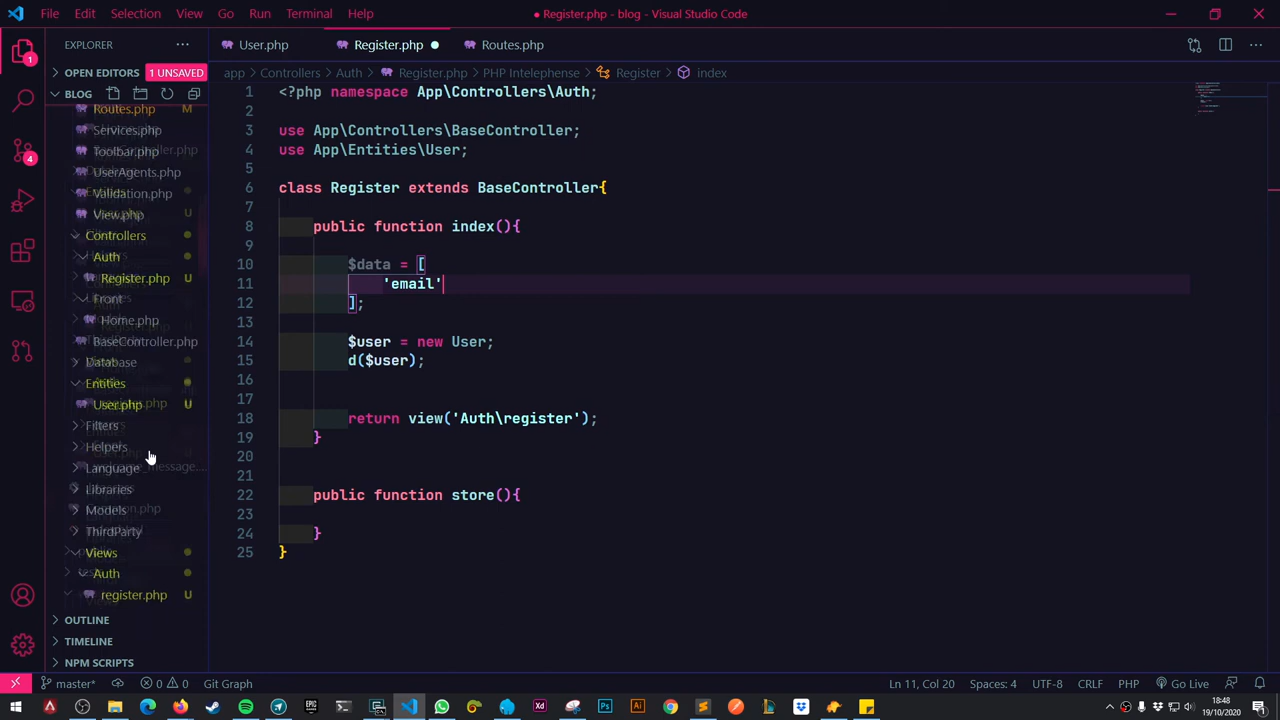 File Edit Selection View Go Run Terminal Help
● Register.php - blog - Visual Studio Code
EXPLORER
User.php Register.php Routes.php
OPEN EDITORS 1 UNSAVED
app > Controllers > Auth > Register.php > PHP Intelephense > Register > index
BLOG
Routes.php M
Services.php
Toolbar.php
UserAgents.php
Validation.php
View.php U
Controllers
Auth
Register.php U
Front
Home.php
BaseController.php
Database
Entities
User.php U
Filters
Helpers
Language
Libraries
Models
ThirdParty
Views
Auth
register.php U
OUTLINE
TIMELINE
NPM SCRIPTS
1 <?php namespace App\Controllers\Auth;
2
3 use App\Controllers\BaseController;
4 use App\Entities\User;
5
6 class Register extends BaseController{
7
8 public function index(){
9
10 $data = [
11 'email'
12 ];
13
14 $user = new User;
15 d($user);
16
17
18 return view('Auth\register');
19 }
20
21
22 public function store(){
23
24 }
25 }
1
4
master* 0 0 Git Graph Ln 11, Col 20 Spaces: 4 UTF-8 CRLF PHP Go Live
18:48
19/10/2020